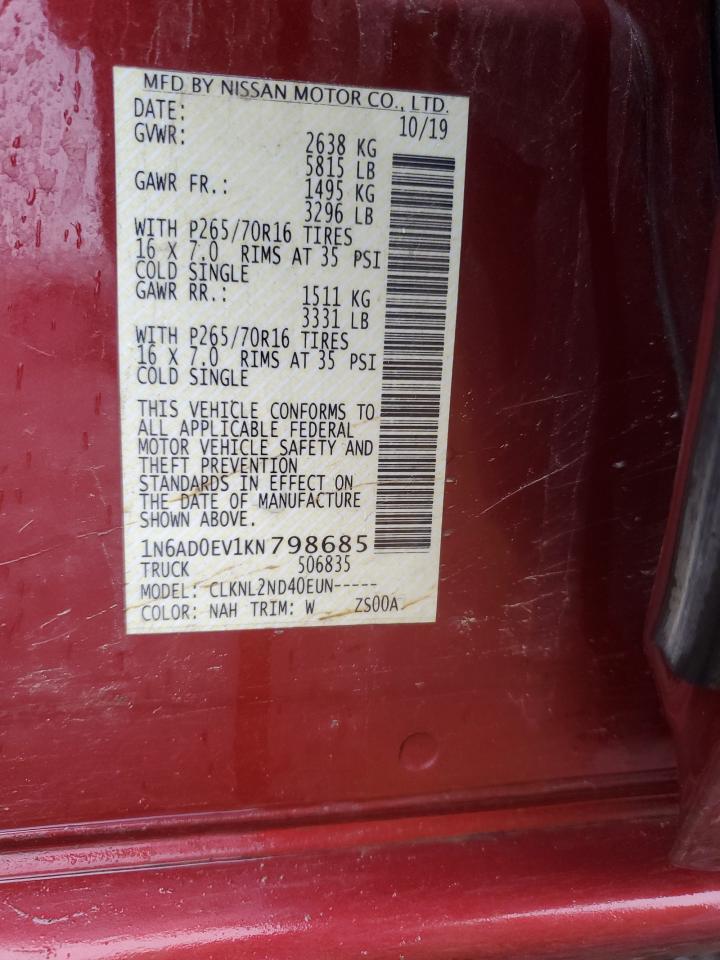 MFD BY NISSAN MOTOR CO., LTD.
DATE: 10/19
GVWR: 2638 KG
5815 LB
GAWR FR.: 1495 KG
3296 LB
WITH P265/70R16 TIRES
16 X 7.0 RIMS AT 35 PSI
COLD SINGLE
GAWR RR.: 1511 KG
3331 LB
WITH P265/70R16 TIRES
16 X 7.0 RIMS AT 35 PSI
COLD SINGLE
THIS VEHICLE CONFORMS TO
ALL APPLICABLE FEDERAL
MOTOR VEHICLE SAFETY AND
THEFT PREVENTION
STANDARDS IN EFFECT ON
THE DATE OF MANUFACTURE
SHOWN ABOVE.
1N6AD0EV1KN798685
TRUCK 506835
MODEL: CLKNL2ND40EUN-----
COLOR: NAH TRIM: W ZS00A